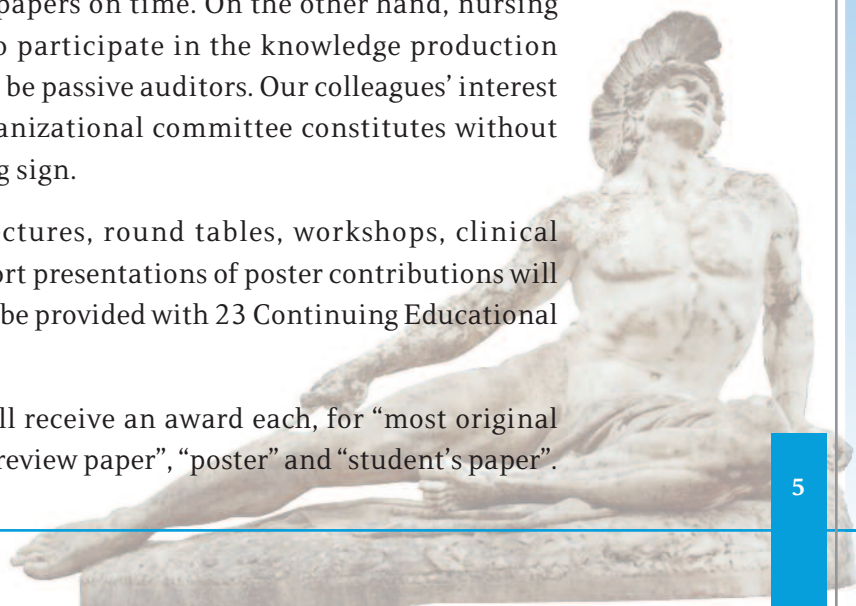 papers on time. On the other hand, nursing
o participate in the knowledge production
be passive auditors. Our colleagues’ interest
anizational committee constitutes without
g sign.
ctures, round tables, workshops, clinical
ort presentations of poster contributions will
be provided with 23 Continuing Educational
ll receive an award each, for “most original
review paper”, “poster” and “student’s paper”.
5